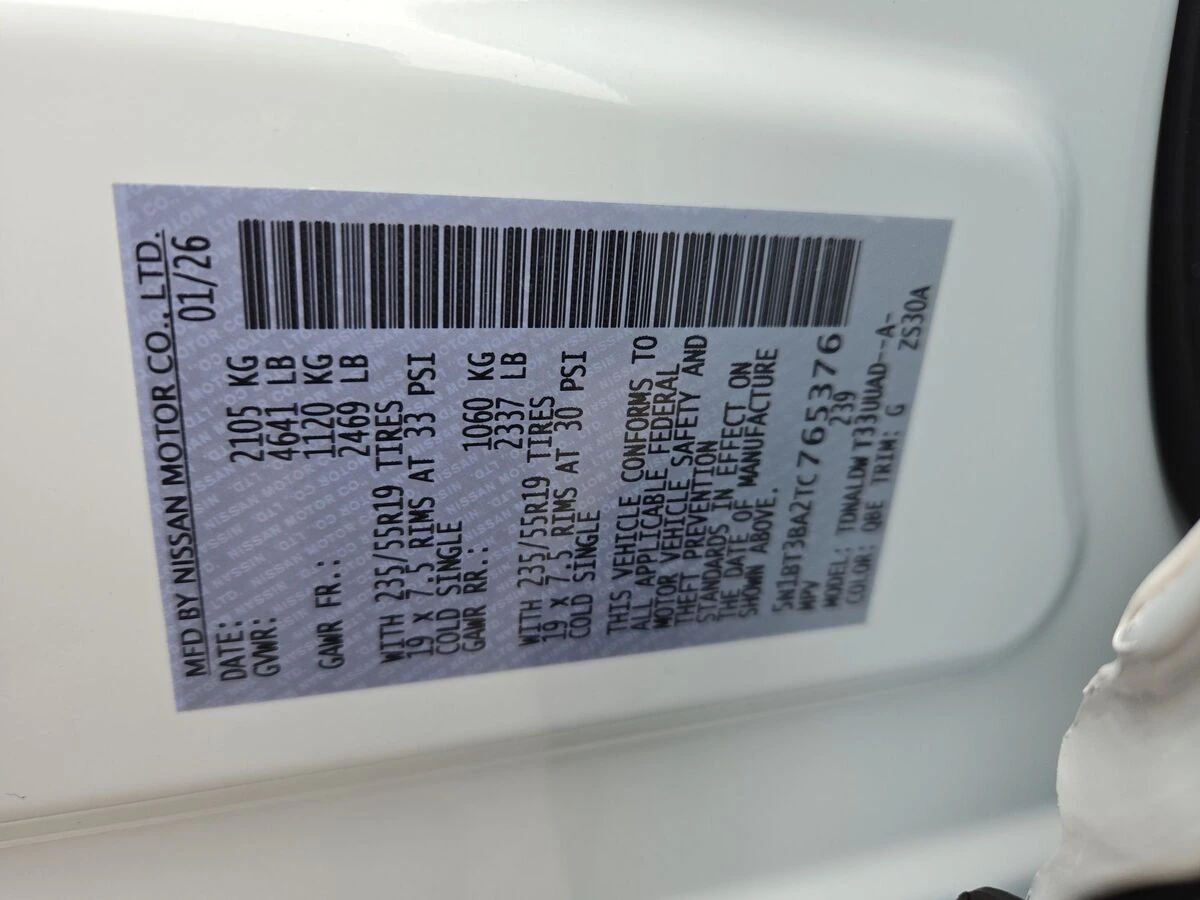 MFD BY NISSAN MOTOR CO., LTD.
DATE: 01/26
GVWR: 2105 KG
4641 LB
GAWR FR.: 1120 KG
2469 LB
WITH 235/55R19 TIRES
19 X 7.5 RIMS AT 33 PSI
COLD SINGLE
GAWR RR.: 1060 KG
2337 LB
WITH 235/55R19 TIRES
19 X 7.5 RIMS AT 30 PSI
COLD SINGLE
THIS VEHICLE CONFORMS TO
ALL APPLICABLE FEDERAL
MOTOR VEHICLE SAFETY AND
THEFT PREVENTION
STANDARDS IN EFFECT ON
THE DATE OF MANUFACTURE
SHOWN ABOVE.
5N1BT3BA2TC765376
MPV 239
MODEL: TUNALDW T33UUAD--A-
COLOR: QBE TRIM: G ZS30A